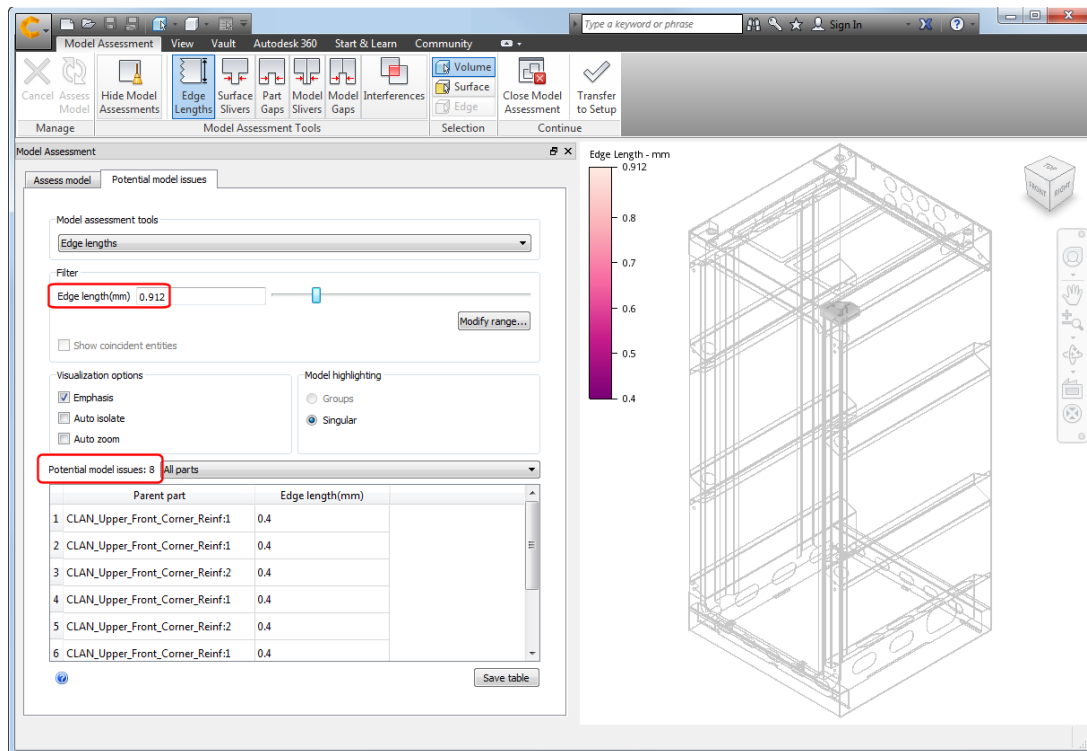 Type a keyword or phrase
Sign In
Model Assessment View Vault Autodesk 360 Start & Learn Community
Cancel
Assess Model
Hide Model Assessments
Edge Lengths
Surface Slivers
Part Gaps
Model Slivers
Model Gaps
Interferences
Volume
Surface
Edge
Close Model Assessment
Transfer to Setup
Manage Model Assessment Tools Selection Continue
Model Assessment
Assess model Potential model issues
Model assessment tools
Edge lengths
Filter
Edge length(mm) 0.912
Modify range...
Show coincident entities
Visualization options
Emphasis
Auto isolate
Auto zoom
Model highlighting
Groups
Singular
Potential model issues: 8 All parts
Parent part Edge length(mm)
1 CLAN_Upper_Front_Corner_Reinf:1 0.4
2 CLAN_Upper_Front_Corner_Reinf:1 0.4
3 CLAN_Upper_Front_Corner_Reinf:2 0.4
4 CLAN_Upper_Front_Corner_Reinf:1 0.4
5 CLAN_Upper_Front_Corner_Reinf:2 0.4
6 CLAN_Upper_Front_Corner_Reinf:1 0.4
Save table
Edge Length - mm
0.912
0.8
0.7
0.6
0.5
0.4
TOP
FRONT
RIGHT